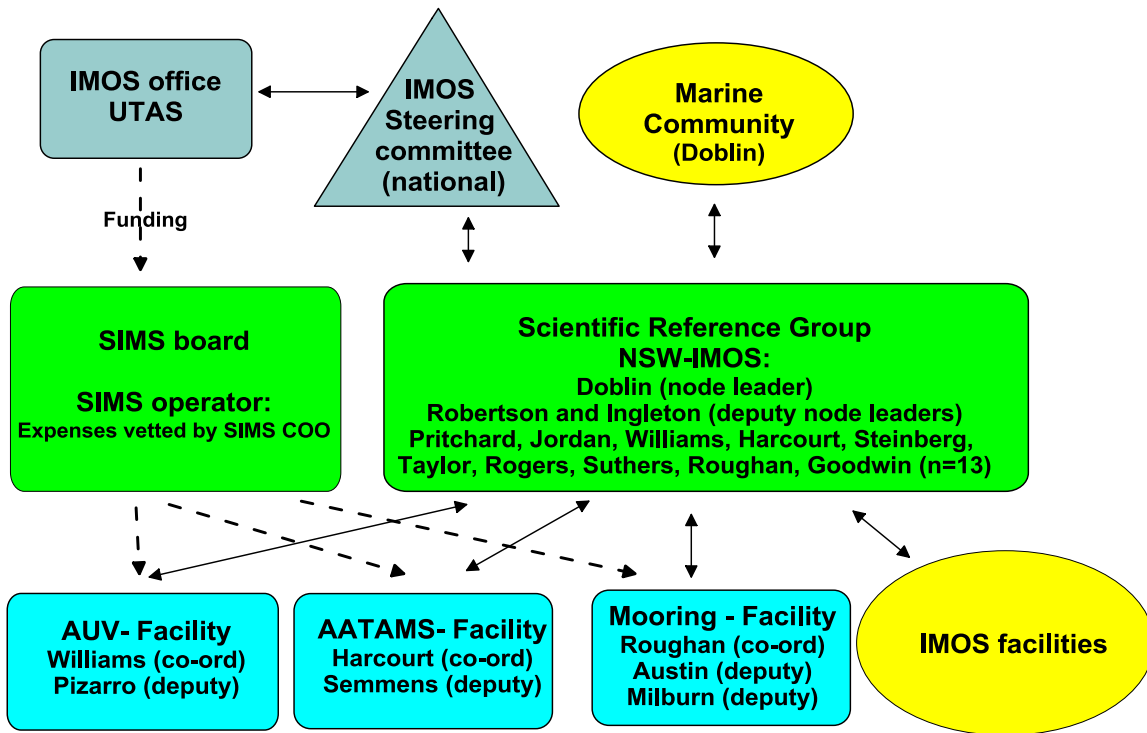 IMOS office
UTAS
IMOS
Steering
committee
(national)
Marine
Community
(Doblin)
Funding
SIMS board
SIMS operator:
Expenses vetted by SIMS COO
Scientific Reference Group
NSW-IMOS:
Doblin (node leader)
Robertson and Ingleton (deputy node leaders)
Pritchard, Jordan, Williams, Harcourt, Steinberg,
Taylor, Rogers, Suthers, Roughan, Goodwin (n=13)
AUV- Facility
Williams (co-ord)
Pizarro (deputy)
AATAMS- Facility
Harcourt (co-ord)
Semmens (deputy)
Mooring - Facility
Roughan (co-ord)
Austin (deputy)
Milburn (deputy)
IMOS facilities